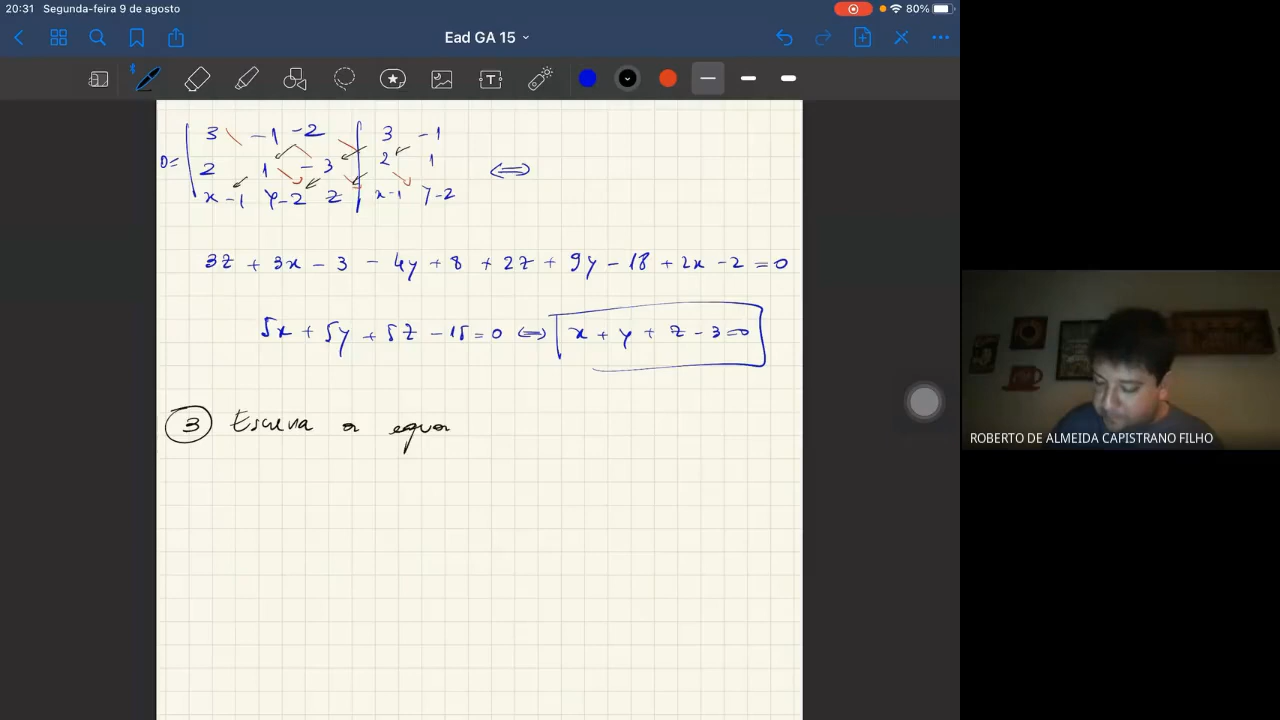 20:31 Segunda-feira 9 de agosto 80%
Ead GA 15
3 -1 -2 3 -1
0= 2 1 -3 2 1 ⇔
x-1 y-2 z x-1 y-2
3z + 3x - 3 - 4y + 8 + 2z + 9y - 18 + 2x - 2 = 0
5x + 5y + 5z - 15 = 0 ⇔ x + y + z - 3 = 0
3 Escreva a equa
ROBERTO DE ALMEIDA CAPISTRANO FILHO